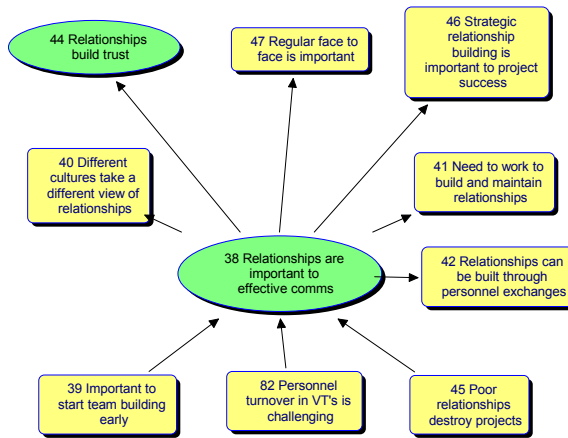 44 Relationships
build trust
47 Regular face to
face is important
46 Strategic
relationship
building is
important to project
success
40 Different
cultures take a
different view of
relationships
41 Need to work to
build and maintain
relationships
38 Relationships are
important to
effective comms
42 Relationships can
be built through
personnel exchanges
39 Important to
start team building
early
82 Personnel
turnover in VT's is
challenging
45 Poor
relationships
destroy projects